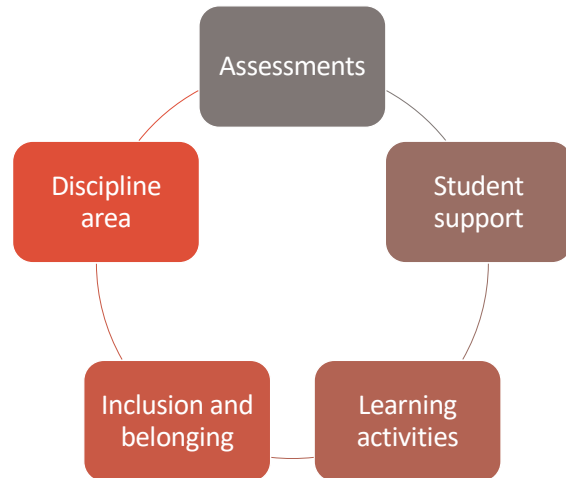 Assessments
Student
support
Learning
activities
Inclusion and
belonging
Discipline
area